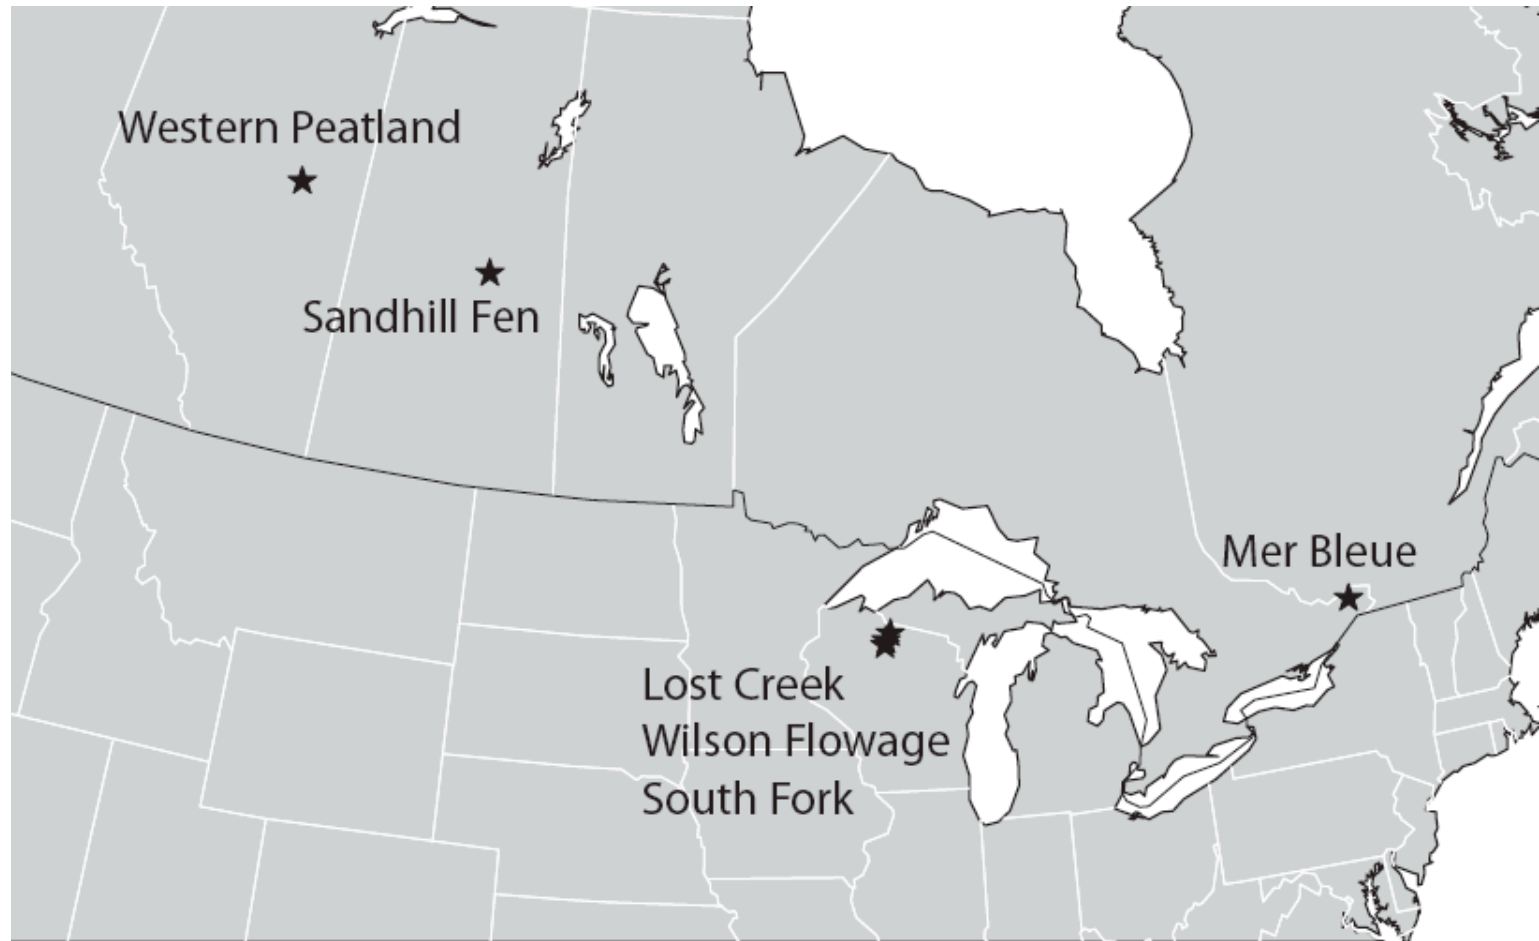 Western Peatland
Sandhill Fen
Mer Bleue
Lost Creek
Wilson Flowage
South Fork